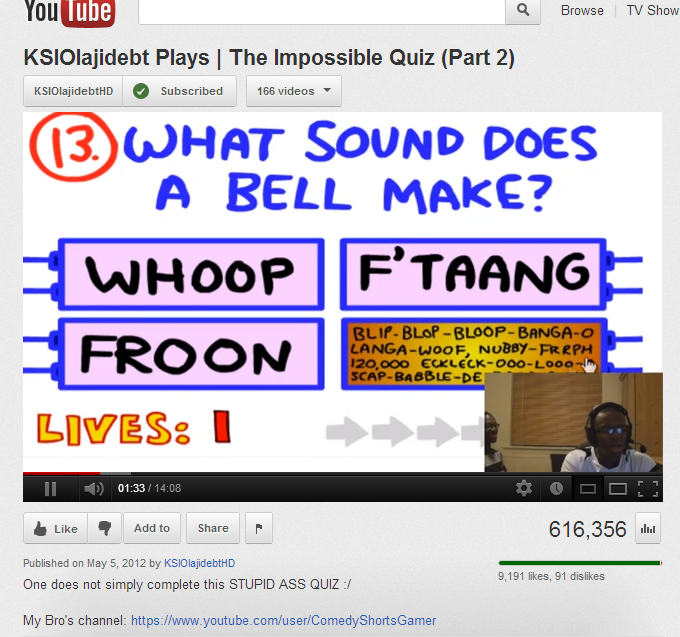 You Tube
Browse | TV Show
KSIOlajidebt Plays | The Impossible Quiz (Part 2)
KSIOlajidebtHD Subscribed 166 videos
13. WHAT SOUND DOES
A BELL MAKE?
WHOOP F'TAANG
FROON
BLIP-BLOP-BLOOP-BANGA-O
LANGA-WOOF, NUBBY-FRRPH
120,000 ECKLECK-OOO-LOOO
SCAP-BABBLE-DE
LIVES: 1
01:33 / 14:08
Like Add to Share 616,356
Published on May 5, 2012 by KSIOlajidebtHD
9,191 likes, 91 dislikes
One does not simply complete this STUPID ASS QUIZ :/
My Bro's channel: https://www.youtube.com/user/ComedyShortsGamer